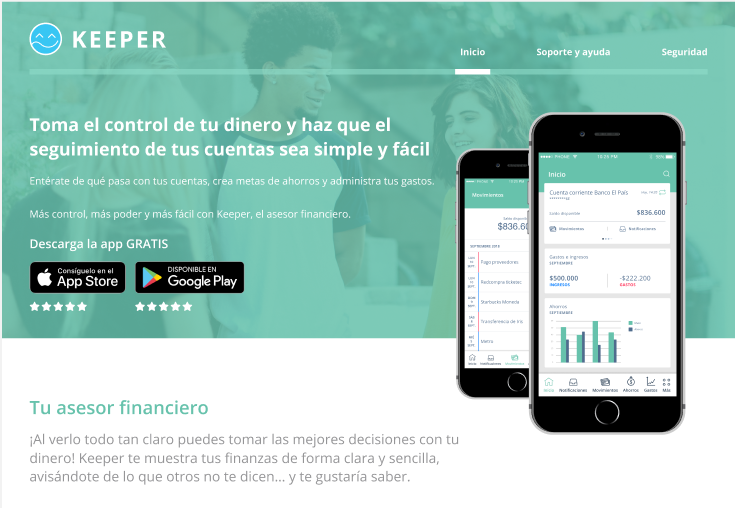 KEEPER
Inicio
Soporte y ayuda
Seguridad
Toma el control de tu dinero y haz que el
seguimiento de tus cuentas sea simple y fácil
Entérate de qué pasa con tus cuentas, crea metas de ahorros y administra tus gastos.
Más control, más poder y más fácil con Keeper, el asesor financiero.
Descarga la app GRATIS
Consíguelo en el
App Store
DISPONIBLE EN
Google Play
Movimientos
Saldo disponible
$836.60
SEPTIEMBRE 2015
Pago proveedores
Redcompra
Starbucks Moneda
Transferencia de
Metro
Inicio
Notificaciones
PHONE
Inicio
Cuenta corriente Banco El País
Saldo disponible
$836.600
Movimientos
Notificaciones
Gastos e Ingresos
SEPTIEMBRE
$500.000
-$222.200
INGRESOS
GASTOS
Ahorros
SEPTIEMBRE
Inicio
Notificaciones
Movimientos
Ahorros
Gastos
Más
Tu asesor financiero
¡Al verlo todo tan claro puedes tomar las mejores decisiones con tu
dinero! Keeper te muestra tus finanzas de forma clara y sencilla,
avisándote de lo que otros no te dicen... y te gustaría saber.